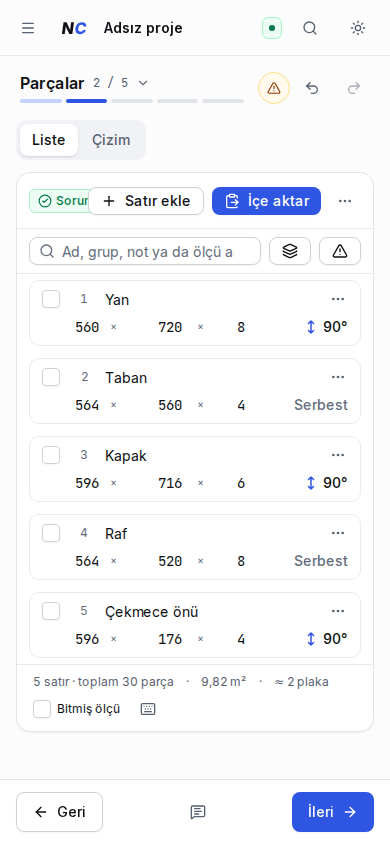 NC Adsız proje
Parçalar 2 / 5
Liste Çizim
Satır ekle İçe aktar
Ad, grup, not ya da ölçü a
1 Yan
560 × 720 × 8 90°
2 Taban
564 × 560 × 4 Serbest
3 Kapak
596 × 716 × 6 90°
4 Raf
564 × 520 × 8 Serbest
5 Çekmece önü
596 × 176 × 4 90°
5 satır · toplam 30 parça · 9,82 m² · ≈ 2 plaka
Bitmiş ölçü
Geri İleri